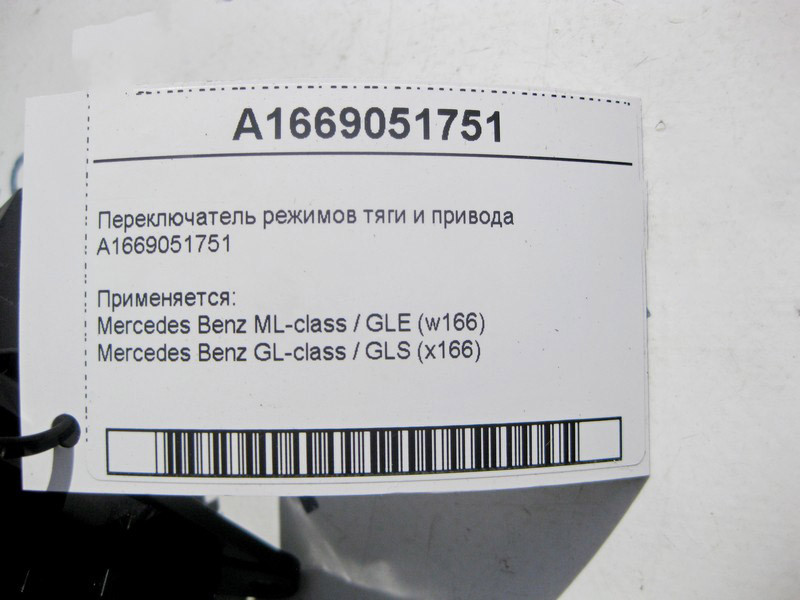 A1669051751
Переключатель режимов тяги и привода
A1669051751
Применяется:
Mercedes Benz ML-class / GLE (w166)
Mercedes Benz GL-class / GLS (x166)